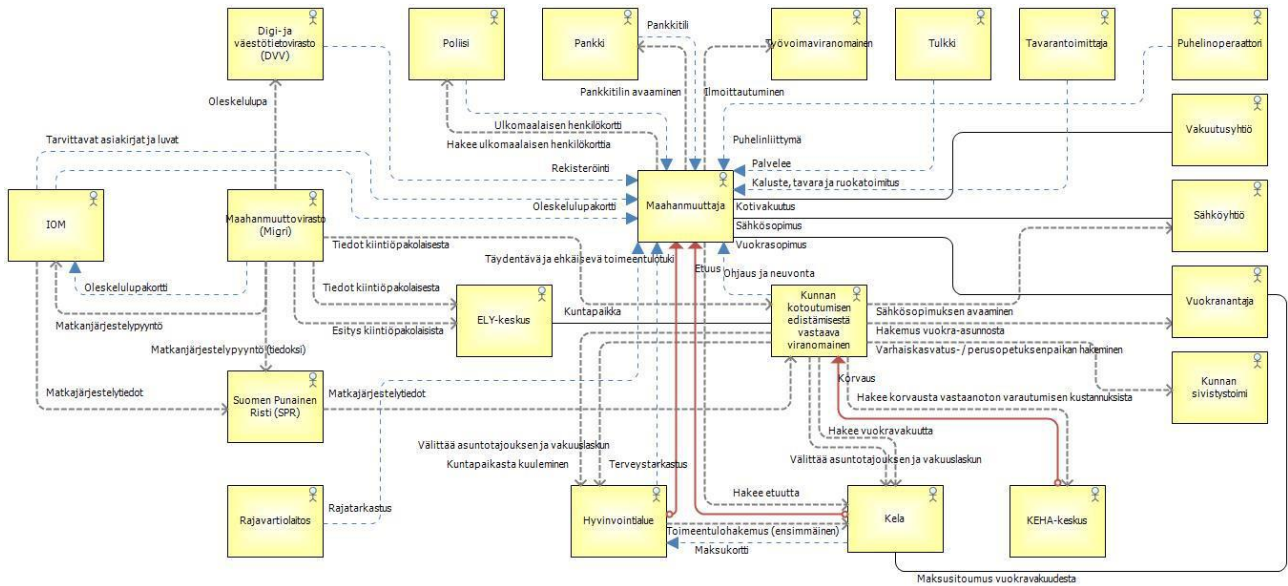 Digi- ja
väestötietovirasto
(DVV)
Poliisi
Pankki
Pankkitili
Työvoimaviranomainen
Tulkki
Tavarantoimittaja
Puhelinoperaattori
Oleskelulupa
Pankkitilin avaaminen
Ilmoittautuminen
Ulkomaalaisen henkilökortti
Hakee ulkomaalaisen henkilökorttia
Puhelinliittymä
Vakuutusyhtiö
Tarvittavat asiakirjat ja luvat
Rekisteröinti
Palvelee
Kaluste, tavara ja ruokatoimitus
IOM
Maahanmuuttovirasto
(Migri)
Oleskelulupakortti
Maahanmuuttaja
Kotivakuutus
Sähkösopimus
Vuokrasopimus
Sähköyhtiö
Tiedot kiintiöpakolaisesta
Täydentävä ja ehkäisevä toimeentulotuki
Etuus
Ohjaus ja neuvonta
Oleskelulupakortti
Tiedot kiintiöpakolaisesta
ELY-keskus
Kuntapaikka
Kunnan
kotoutumisen
edistämisestä
vastaava
viranomainen
Sähkösopimuksen avaaminen
Hakemus vuokra-asunnosta
Vuokranantaja
Matkanjärjestelypyyntö
Esitys kiintiöpakolaisista
Varhaiskasvatus- / perusopetuksenpaikan hakeminen
Matkanjärjestelypyyntö (tiedoksi)
Korvaus
Matkajärjestelytiedot
Suomen Punainen
Risti (SPR)
Matkajärjestelytiedot
Hakee korvausta vastaanoton varautumisen kustannuksista
Kunnan
sivistystoimi
Hakee vuokravakuutta
Välittää asuntotajouksen ja vakuuslaskun
Välittää asuntotajouksen ja vakuuslaskun
Kuntapaikasta kuuleminen
Terveystarkastus
Hakee etuutta
Rajavartiolaitos
Rajatarkastus
Hyvinvointialue
Toimeentulohakemus (ensimmäinen)
Maksukortti
Kela
KEHA-keskus
Maksusitoumus vuokravakuudesta